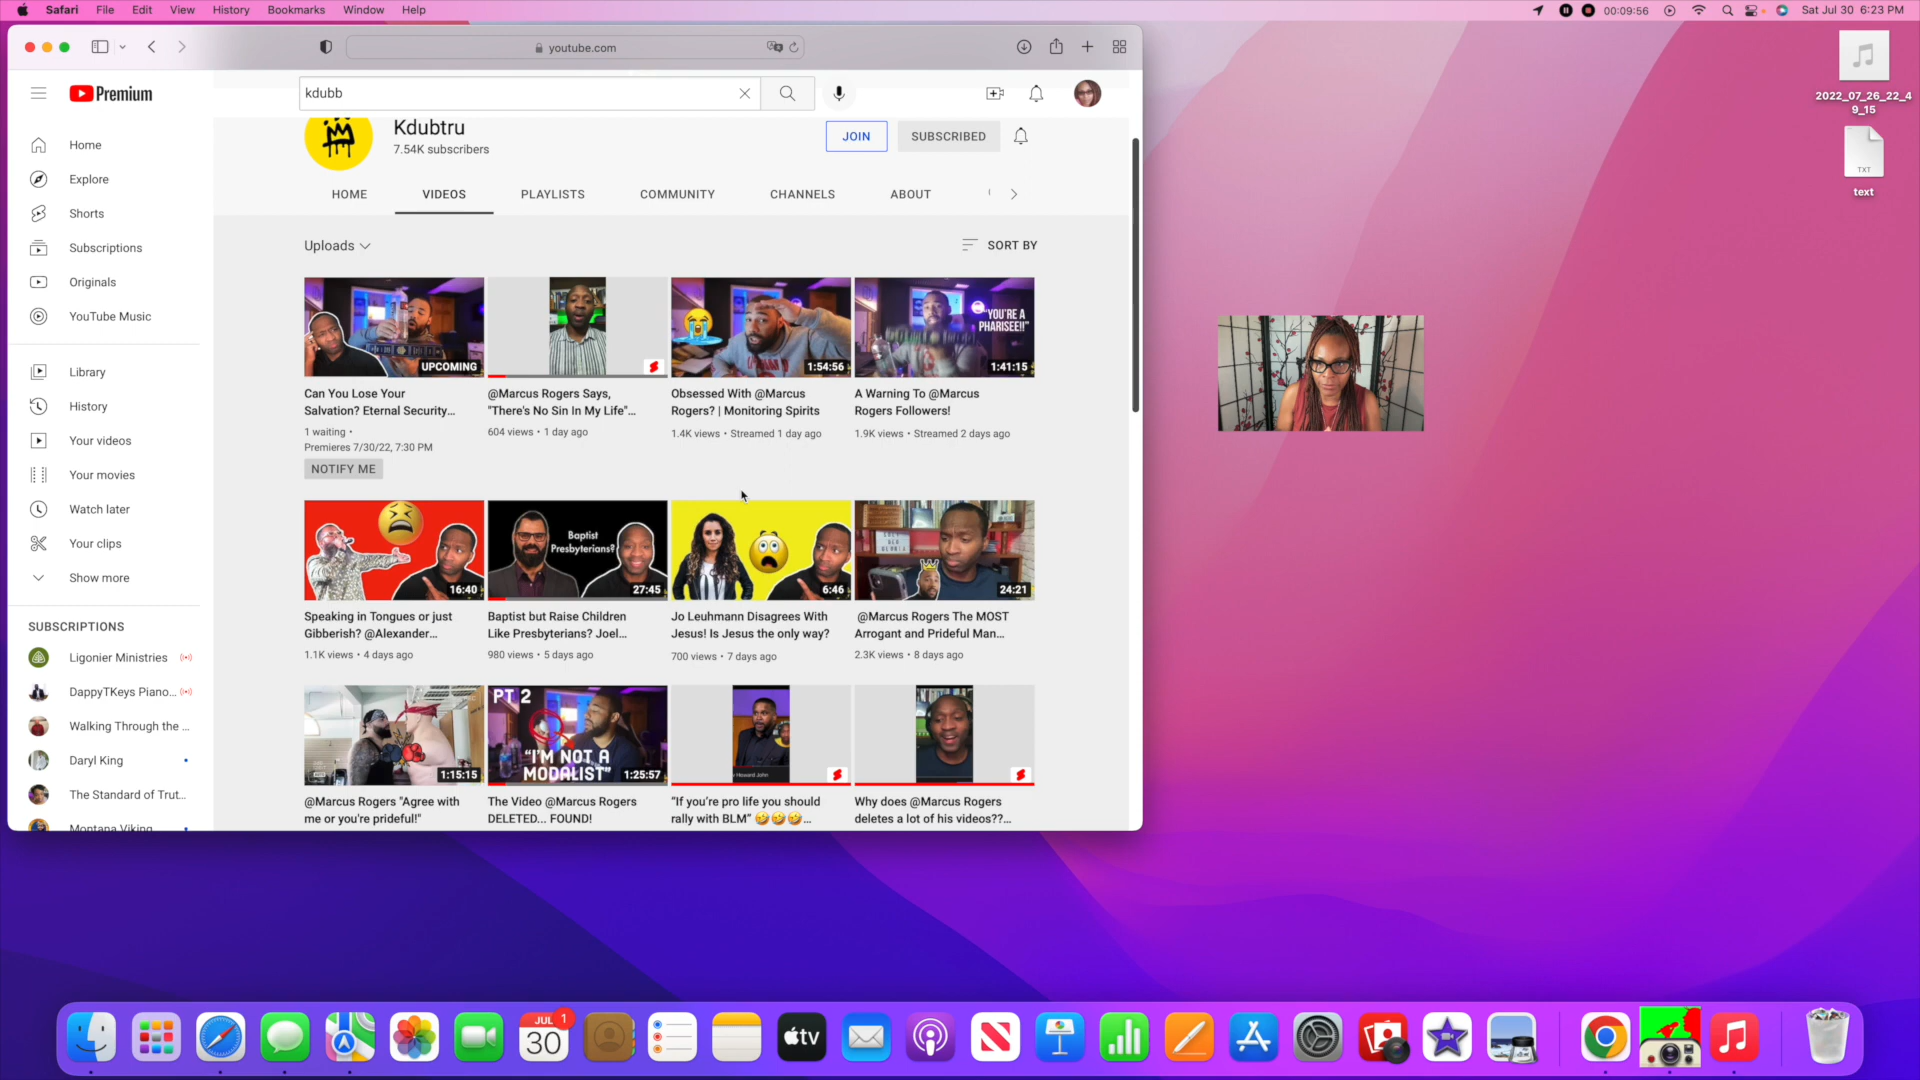 Safari File Edit View History Bookmarks Window Help 00:09:56 Sat Jul 30 6:23 PM
youtube.com
2022_07_26_22_4
9_15
TXT
text
Premium
kdubb
Home
Explore
Shorts
Subscriptions
Originals
YouTube Music
Library
History
Your videos
Your movies
Watch later
Your clips
Show more
SUBSCRIPTIONS
Ligonier Ministries
DappyTKeys Piano...
Walking Through the ...
Daryl King
The Standard of Trut...
Montana Viking
Kdubtru
7.54K subscribers
JOIN SUBSCRIBED
HOME VIDEOS PLAYLISTS COMMUNITY CHANNELS ABOUT
Uploads SORT BY
UPCOMING
1:54:56
"YOU'RE A
PHARISEE!!"
1:41:15
Can You Lose Your
Salvation? Eternal Security...
1 waiting •
Premieres 7/30/22, 7:30 PM
NOTIFY ME
@Marcus Rogers Says,
"There's No Sin In My Life"...
604 views • 1 day ago
Obsessed With @Marcus
Rogers? | Monitoring Spirits
1.4K views • Streamed 1 day ago
A Warning To @Marcus
Rogers Followers!
1.9K views • Streamed 2 days ago
16:40
Baptist
Presbyterians?
27:45
6:46
24:21
Speaking in Tongues or just
Gibberish? @Alexander...
1.1K views • 4 days ago
Baptist but Raise Children
Like Presbyterians? Joel...
980 views • 5 days ago
Jo Leuhmann Disagrees With
Jesus! Is Jesus the only way?
700 views • 7 days ago
@Marcus Rogers The MOST
Arrogant and Prideful Man...
2.3K views • 8 days ago
1:15:15
PT 2
"I'M NOT A
MODALIST"
1:25:57
Howard John
@Marcus Rogers "Agree with
me or you're prideful!"
The Video @Marcus Rogers
DELETED... FOUND!
"If you're pro life you should
rally with BLM" 🤣🤣🤣...
Why does @Marcus Rogers
deletes a lot of his videos??...
JUL 1
30
tv